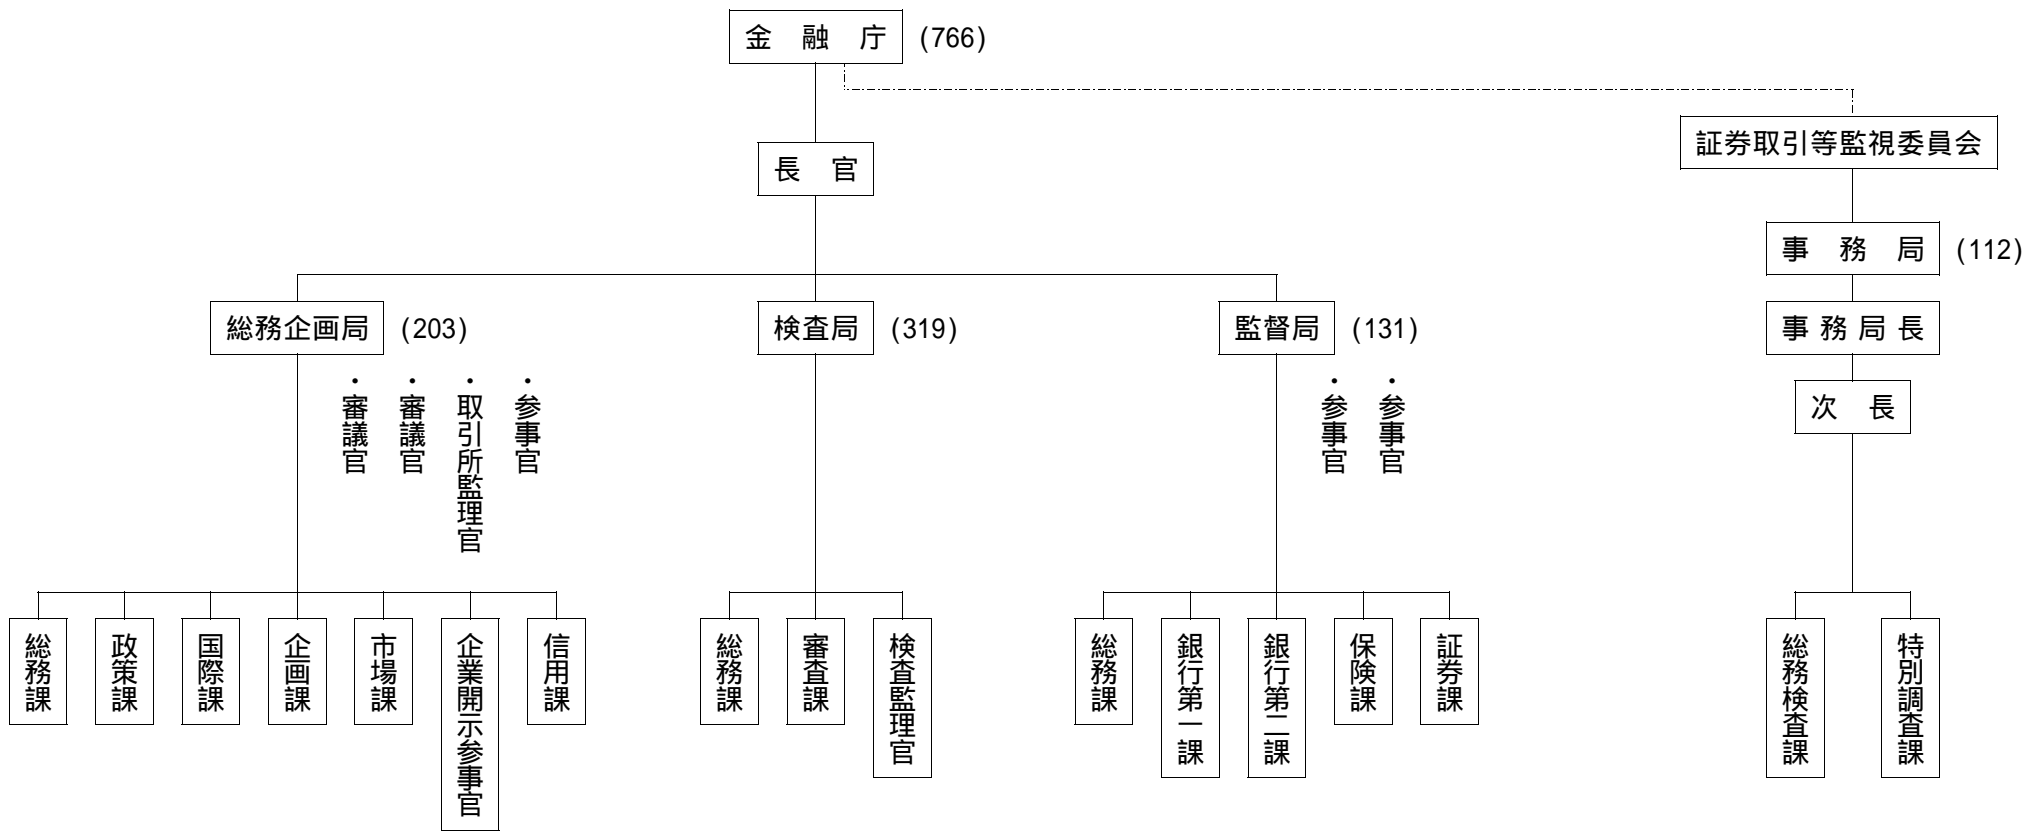 金　融　庁 (766)
長　官
証券取引等監視委員会
事　務　局 (112)
総務企画局 (203)
検査局 (319)
監督局 (131)
事務局長
・審議官
・審議官
・取引所監理官
・参事官
・参事官
・参事官
次　長
総務課
政策課
国際課
企画課
市場課
企業開示参事官
信用課
総務課
審査課
検査監理官
総務課
銀行第一課
銀行第二課
保険課
証券課
総務検査課
特別調査課